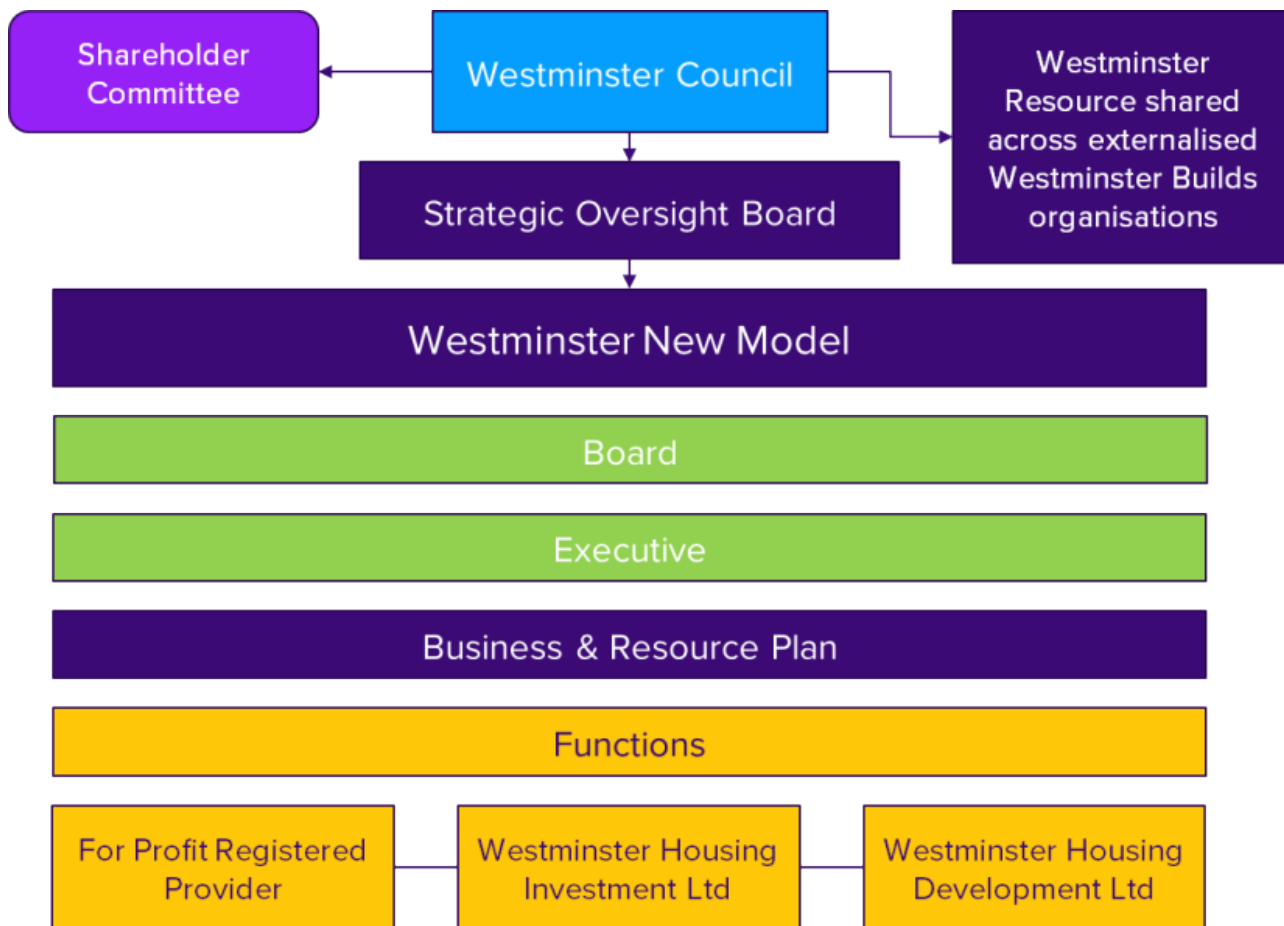 Shareholder
Committee
Westminster Council
Westminster
Resource shared
across externalised
Westminster Builds
organisations
Strategic Oversight Board
Westminster New Model
Board
Executive
Business & Resource Plan
Functions
For Profit Registered
Provider
Westminster Housing
Investment Ltd
Westminster Housing
Development Ltd